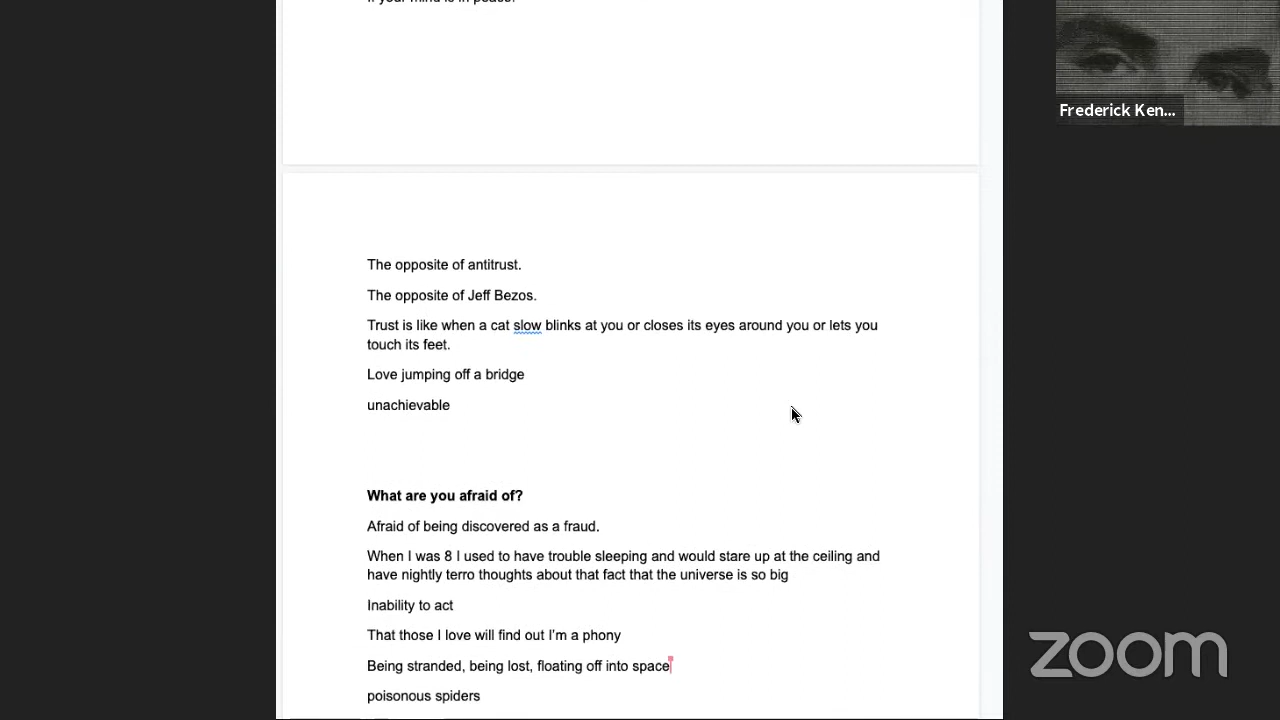 The opposite of antitrust.
The opposite of Jeff Bezos.
Trust is like when a cat slow blinks at you or closes its eyes around you or lets you
touch its feet.
Love jumping off a bridge
unachievable
What are you afraid of?
Afraid of being discovered as a fraud.
When I was 8 I used to have trouble sleeping and would stare up at the ceiling and
have nightly terro thoughts about that fact that the universe is so big
Inability to act
That those I love will find out I'm a phony
Being stranded, being lost, floating off into space
poisonous spiders
Frederick Ken...
zoom